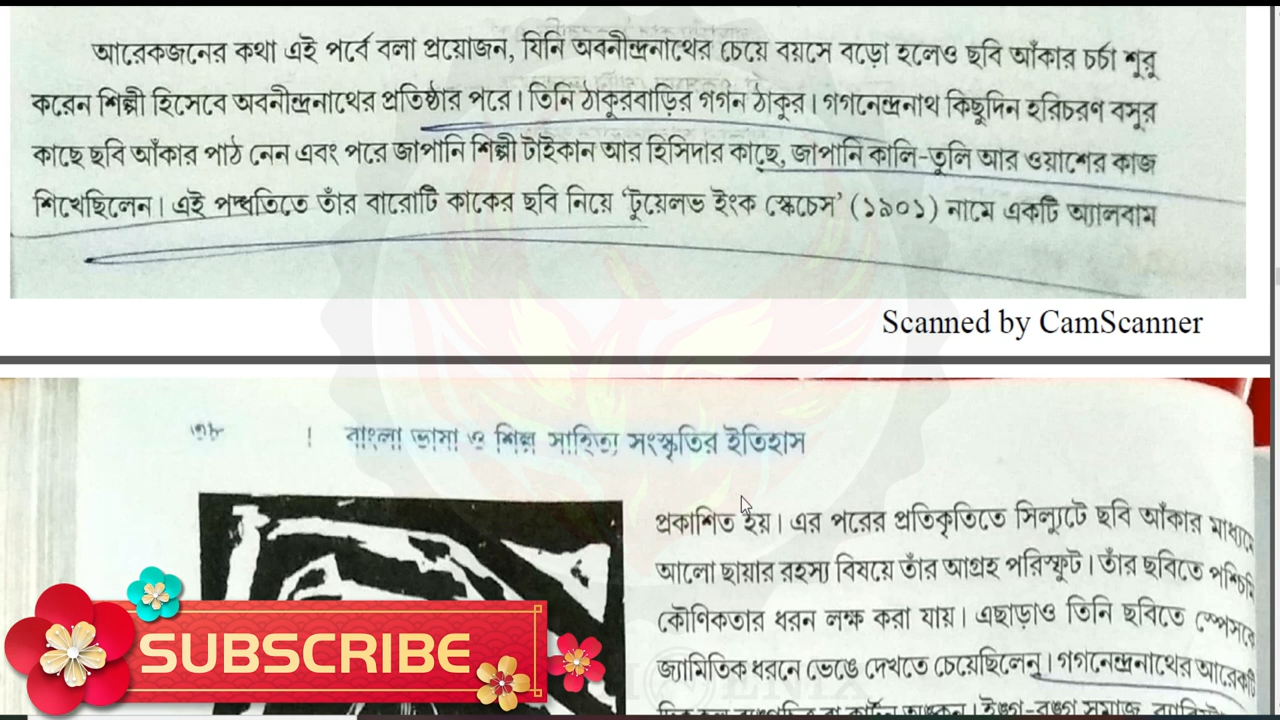 আরেকজনের কথা এই পর্বে বলা প্রয়োজন, যিনি অবনীন্দ্রনাথের চেয়ে বয়সে বড়ো হলেও ছবি আঁকার চর্চা শুরু
করেন শিল্পী হিসেবে অবনীন্দ্রনাথের প্রতিষ্ঠার পরে। তিনি ঠাকুরবাড়ির গগন ঠাকুর। গগনেন্দ্রনাথ কিছুদিন হরিচরণ বসুর
কাছে ছবি আঁকার পাঠ নেন এবং পরে জাপানি শিল্পী টাইকান আর হিসিদার কাছে, জাপানি কালি-তুলি আর ওয়াশের কাজ
শিখেছিলেন। এই পদ্ধতিতে তাঁর বারোটি কাকের ছবি নিয়ে ‘টুয়েলভ ইংক স্কেচেস’ (১৯০১) নামে একটি অ্যালবাম
Scanned by CamScanner
বাংলা ভাষা ও শিল্প সাহিত্য সংস্কৃতির ইতিহাস
প্রকাশিত হয়। এর পরের প্রতিকৃতিতে সিল্যুটে ছবি আঁকার মাধ্যমে
আলো ছায়ার রহস্য বিষয়ে তাঁর আগ্রহ পরিস্ফুট। তাঁর ছবিতে পশ্চিমি
কৌণিকতার ধরন লক্ষ করা যায়। এছাড়াও তিনি ছবিতে স্পেসকে
জ্যামিতিক ধরনে ভেঙে দেখতে চেয়েছিলেন। গগনেন্দ্রনাথের আরেকটি
SUBSCRIBE